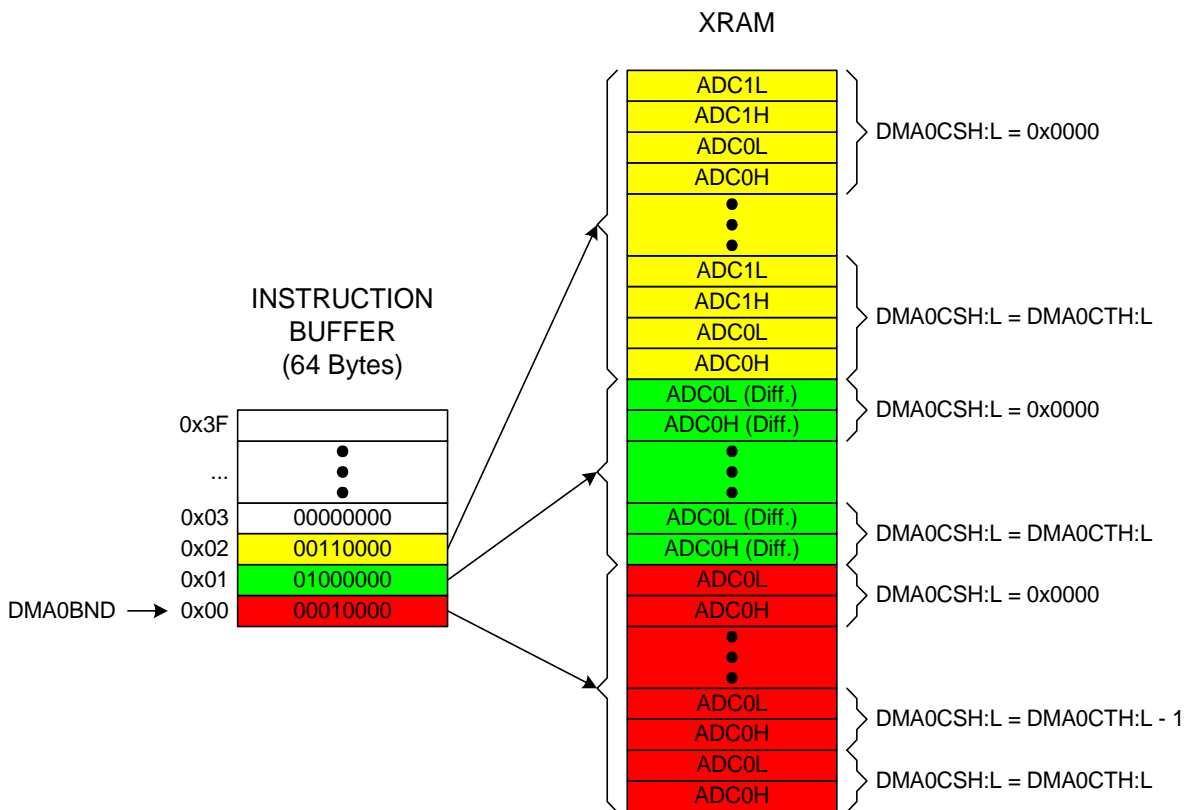 XRAM
ADC1L
ADC1H
ADC0L
ADC0H
DMA0CSH:L = 0x0000
ADC1L
ADC1H
ADC0L
ADC0H
DMA0CSH:L = DMA0CTH:L
ADC0L (Diff.)
ADC0H (Diff.)
DMA0CSH:L = 0x0000
ADC0L (Diff.)
ADC0H (Diff.)
DMA0CSH:L = DMA0CTH:L
ADC0L
ADC0H
DMA0CSH:L = 0x0000
ADC0L
ADC0H
DMA0CSH:L = DMA0CTH:L - 1
ADC0L
ADC0H
DMA0CSH:L = DMA0CTH:L
INSTRUCTION
BUFFER
(64 Bytes)
0x3F
...
0x03 00000000
0x02 00110000
0x01 01000000
DMA0BND 0x00 00010000